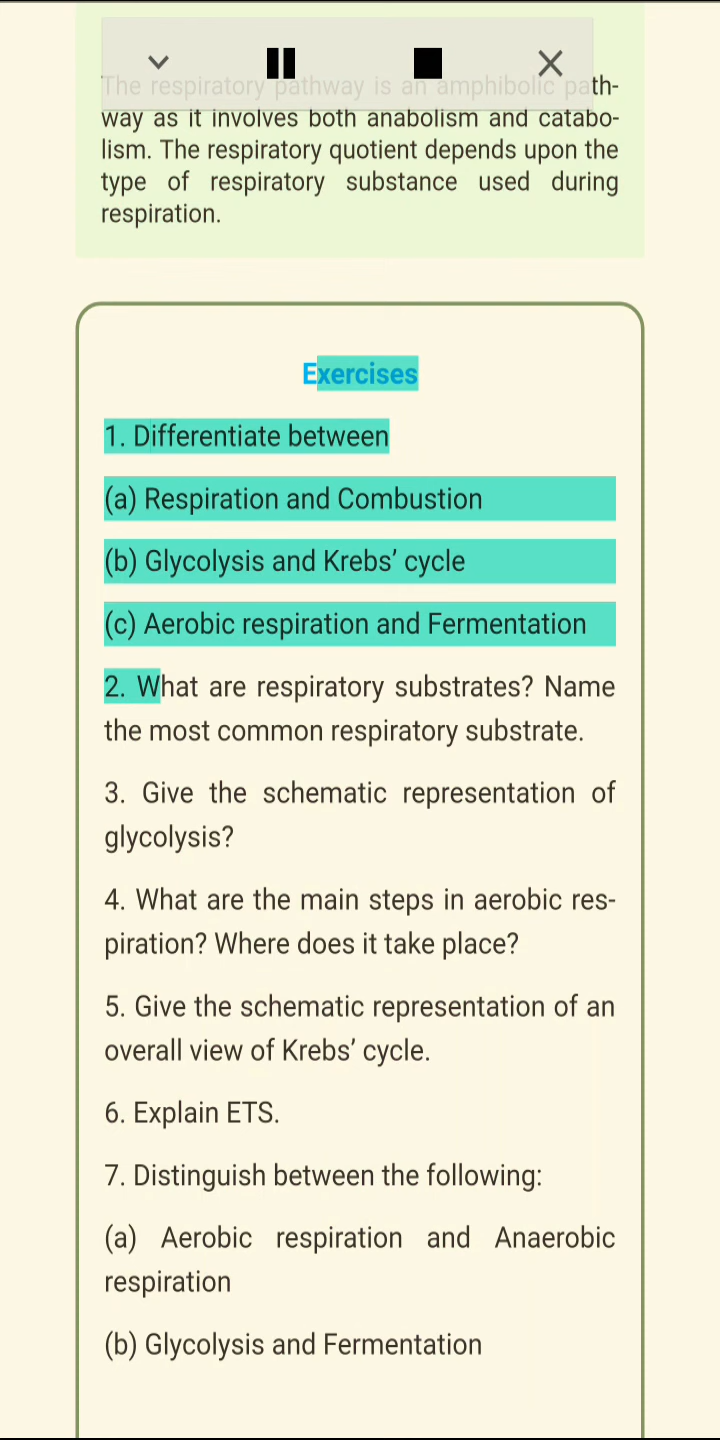 The respiratory pathway is an amphibolic path-
way as it involves both anabolism and catabo-
lism. The respiratory quotient depends upon the
type of respiratory substance used during
respiration.
Exercises
1. Differentiate between
(a) Respiration and Combustion
(b) Glycolysis and Krebs’ cycle
(c) Aerobic respiration and Fermentation
2. What are respiratory substrates? Name
the most common respiratory substrate.
3. Give the schematic representation of
glycolysis?
4. What are the main steps in aerobic res-
piration? Where does it take place?
5. Give the schematic representation of an
overall view of Krebs’ cycle.
6. Explain ETS.
7. Distinguish between the following:
(a) Aerobic respiration and Anaerobic
respiration
(b) Glycolysis and Fermentation